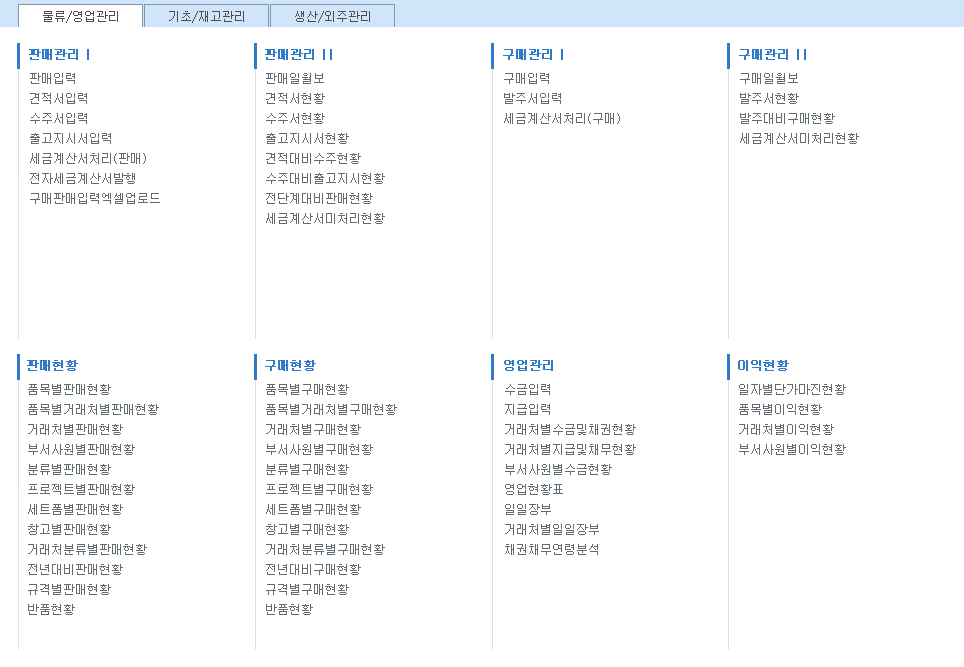 물류/영업관리
기초/재고관리
생산/외주관리
판매관리 I
판매입력
견적서입력
수주서입력
출고지시서입력
세금계산서처리(판매)
전자세금계산서발행
구매판매입력엑셀업로드
판매관리 II
판매일월보
견적서현황
수주서현황
출고지시서현황
견적대비수주현황
수주대비출고지시현황
전단계대비판매현황
세금계산서미처리현황
구매관리 I
구매입력
발주서입력
세금계산서처리(구매)
구매관리 II
구매일월보
발주서현황
발주대비구매현황
세금계산서미처리현황
판매현황
품목별판매현황
품목별거래처별판매현황
거래처별판매현황
부서사원별판매현황
분류별판매현황
프로젝트별판매현황
세트품별판매현황
창고별판매현황
거래처분류별판매현황
전년대비판매현황
규격별판매현황
반품현황
구매현황
품목별구매현황
품목별거래처별구매현황
거래처별구매현황
부서사원별구매현황
분류별구매현황
프로젝트별구매현황
세트품별구매현황
창고별구매현황
거래처분류별구매현황
전년대비구매현황
규격별구매현황
반품현황
영업관리
수금입력
지급입력
거래처별수금및채권현황
거래처별지급및채무현황
부서사원별수금현황
영업현황표
일일장부
거래처별일일장부
채권채무연령분석
이익현황
일자별단가마진현황
품목별이익현황
거래처별이익현황
부서사원별이익현황